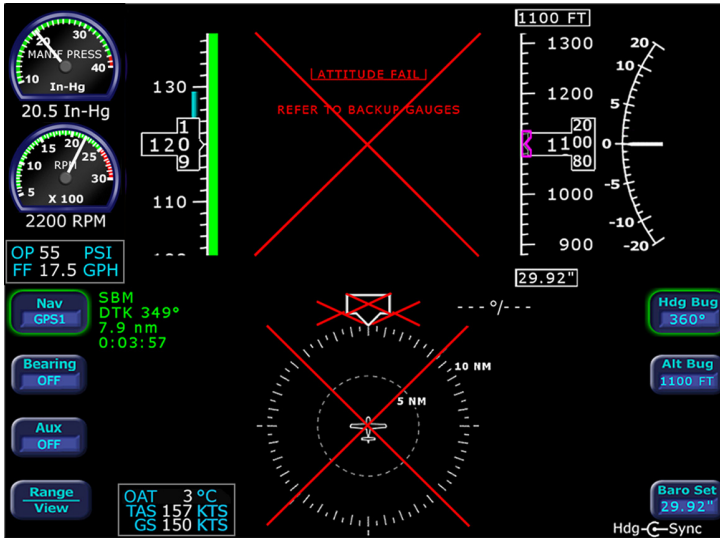 1100 FT
20
30
MANIF PRESS
40
10
In-Hg
20.5 In-Hg
15
20
10
25
RPM
5
30
X 100
2200 RPM
OP 55 PSI
FF 17.5 GPH
130
1
120
9
110
100
ATTITUDE FAIL
REFER TO BACKUP GAUGES
1300
1200
20
1100
80
1000
900
29.92"
20
10
5
0
-5
-10
-20
Nav
GPS1
SBM
DTK 349°
7.9 nm
0:03:57
Bearing
OFF
Aux
OFF
Range
View
---°/---
10 NM
5 NM
OAT 3 °C
TAS 157 KTS
GS 150 KTS
Hdg Bug
360°
Alt Bug
1100 FT
Baro Set
29.92"
Hdg Sync